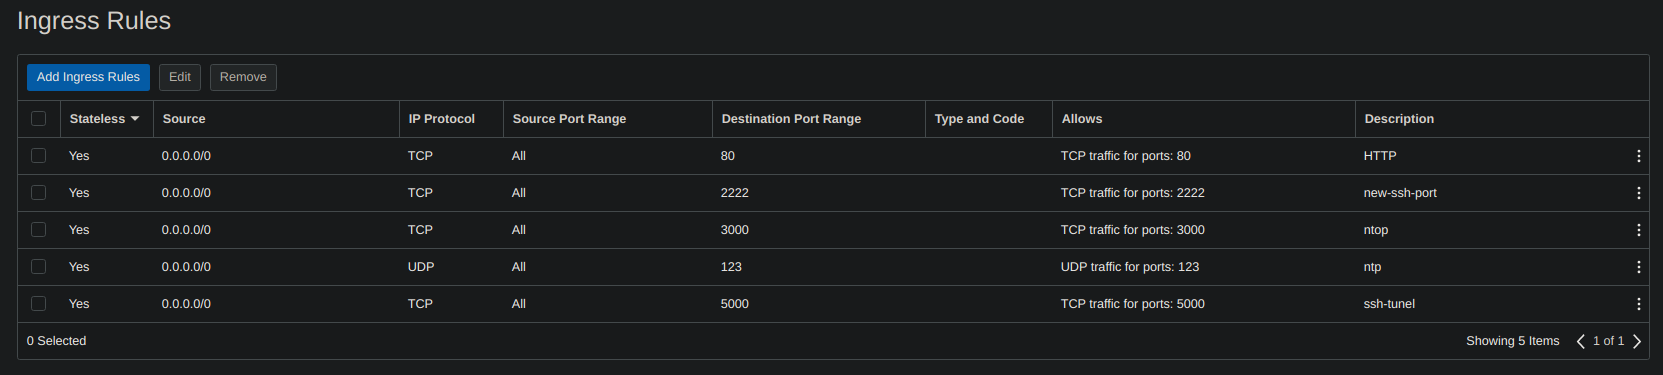 Ingress Rules
Add Ingress Rules Edit Remove
Stateless Source IP Protocol Source Port Range Destination Port Range Type and Code Allows Description
Yes 0.0.0.0/0 TCP All 80 TCP traffic for ports: 80 HTTP
Yes 0.0.0.0/0 TCP All 2222 TCP traffic for ports: 2222 new-ssh-port
Yes 0.0.0.0/0 TCP All 3000 TCP traffic for ports: 3000 ntop
Yes 0.0.0.0/0 UDP All 123 UDP traffic for ports: 123 ntp
Yes 0.0.0.0/0 TCP All 5000 TCP traffic for ports: 5000 ssh-tunel
0 Selected Showing 5 Items 1 of 1